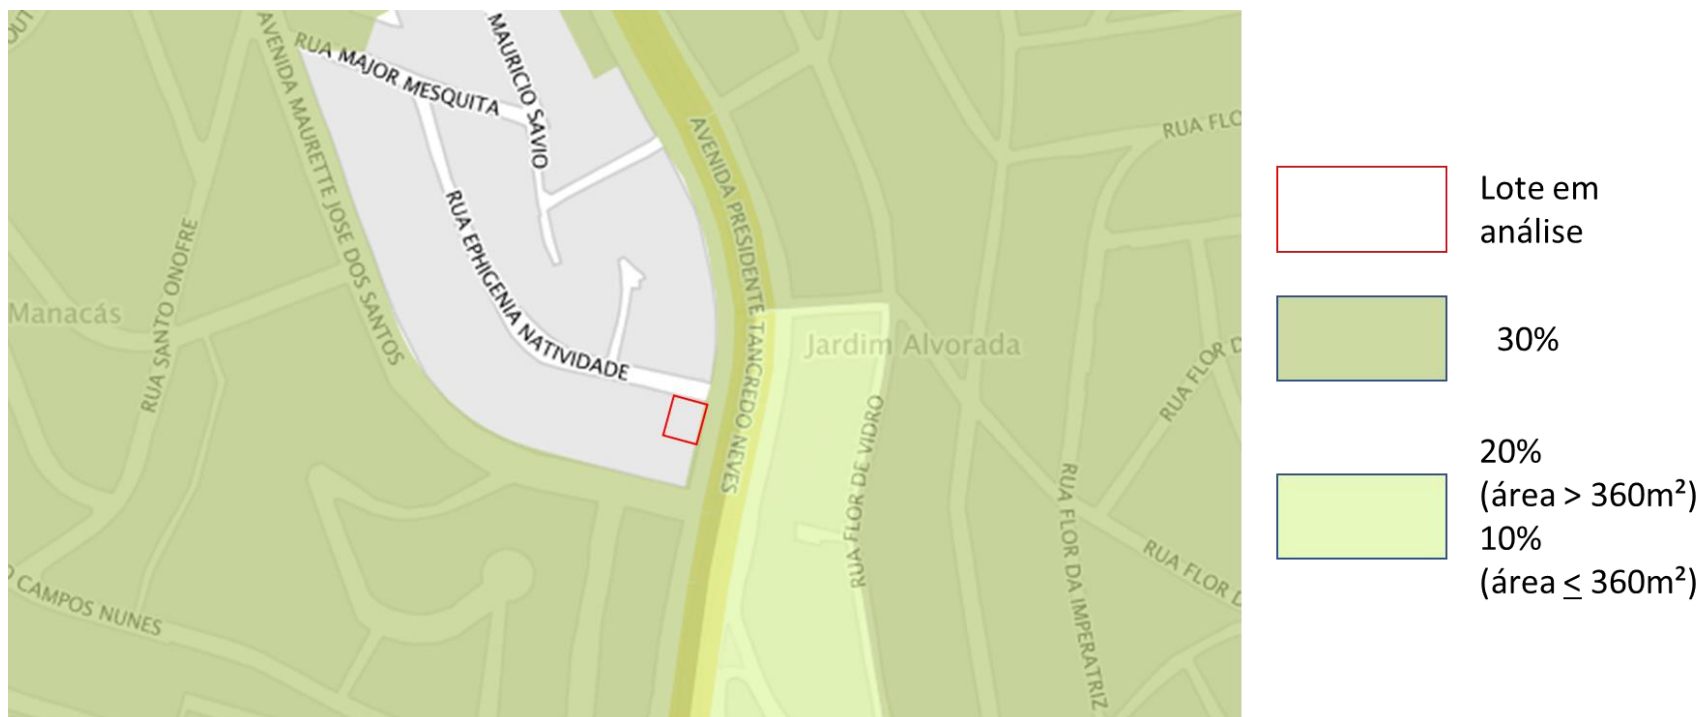 RUA MAJOR MESQUITA
MAURICIO SAVIO
AVENIDA MAURETTE JOSE DOS SANTOS
AVENIDA PRESIDENTE TANCREDO NEVES
RUA FLO
RUA EPHIGENIA NATIVIDADE
RUA SANTO ONOFRE
Manacás
Jardim Alvorada
RUA FLOR D
RUA FLOR DE VIDRO
RUA FLOR DA IMPERATRIZ
RUA FLOR D
O CAMPOS NUNES
Lote em
análise
30%
20%
(área > 360m²)
10%
(área ≤ 360m²)